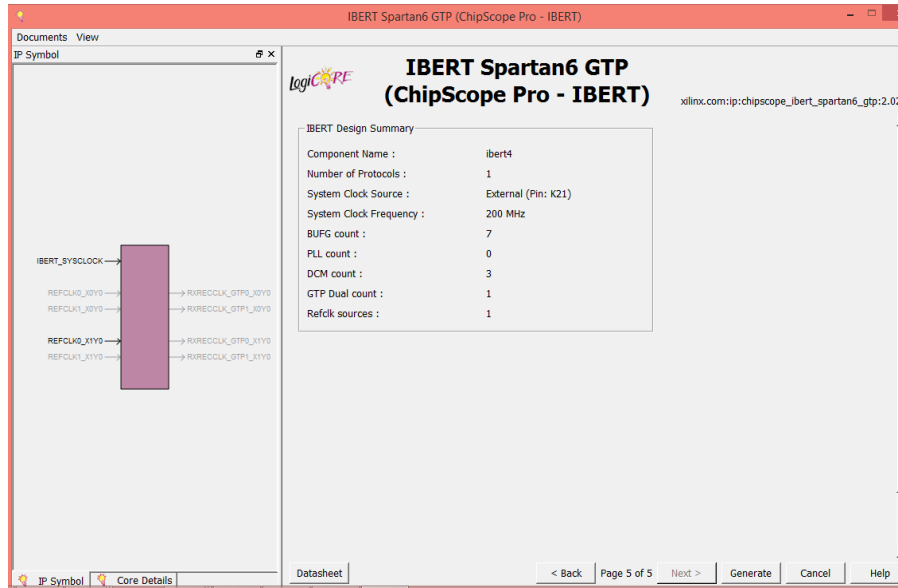 IBERT Spartan6 GTP (ChipScope Pro - IBERT)
Documents View
IP Symbol
IBERT_SYSCLOCK
REFCLK0_X0Y0
REFCLK1_X0Y0
REFCLK0_X1Y0
REFCLK1_X1Y0
RXRECCLK_GTP0_X0Y0
RXRECCLK_GTP1_X0Y0
RXRECCLK_GTP0_X1Y0
RXRECCLK_GTP1_X1Y0
IP Symbol Core Details
logiCORE
IBERT Spartan6 GTP
(ChipScope Pro - IBERT)
xilinx.com:ip:chipscope_ibert_spartan6_gtp:2.02
IBERT Design Summary
Component Name : ibert4
Number of Protocols : 1
System Clock Source : External (Pin: K21)
System Clock Frequency : 200 MHz
BUFG count : 7
PLL count : 0
DCM count : 3
GTP Dual count : 1
Refclk sources : 1
Datasheet < Back Page 5 of 5 Next > Generate Cancel Help